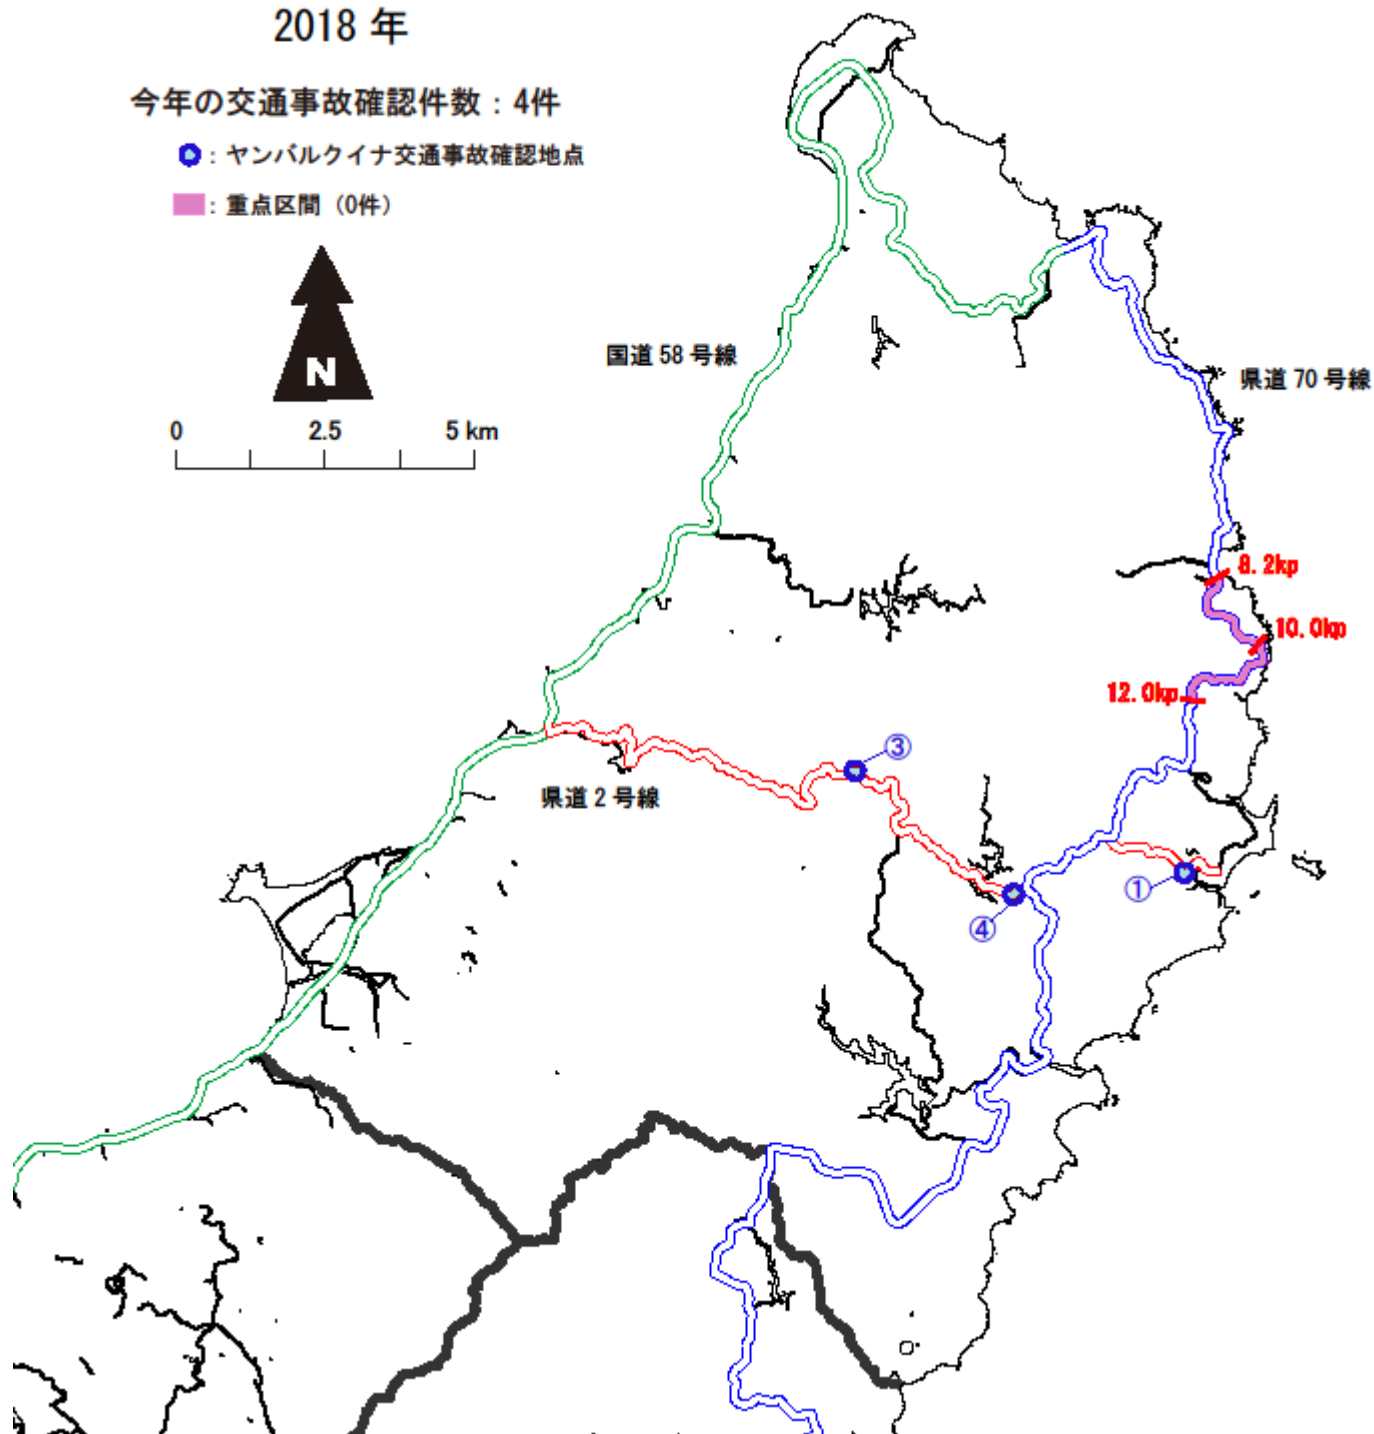 2018 年
今年の交通事故確認件数：4件
：ヤンバルクイナ交通事故確認地点
：重点区間（0件）
N
0 2.5 5 km
国道 58 号線
県道 70 号線
8.2kp
10.0kp
12.0kp
③
県道 2 号線
①
④